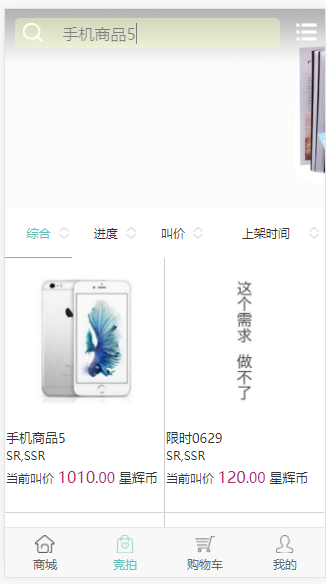 手机商品5
综合 进度 叫价 上架时间
这个需求 做不了
手机商品5 限时0629
SR,SSR SR,SSR
当前叫价 1010.00 星辉币 当前叫价 120.00 星辉币
商城 竞拍 购物车 我的